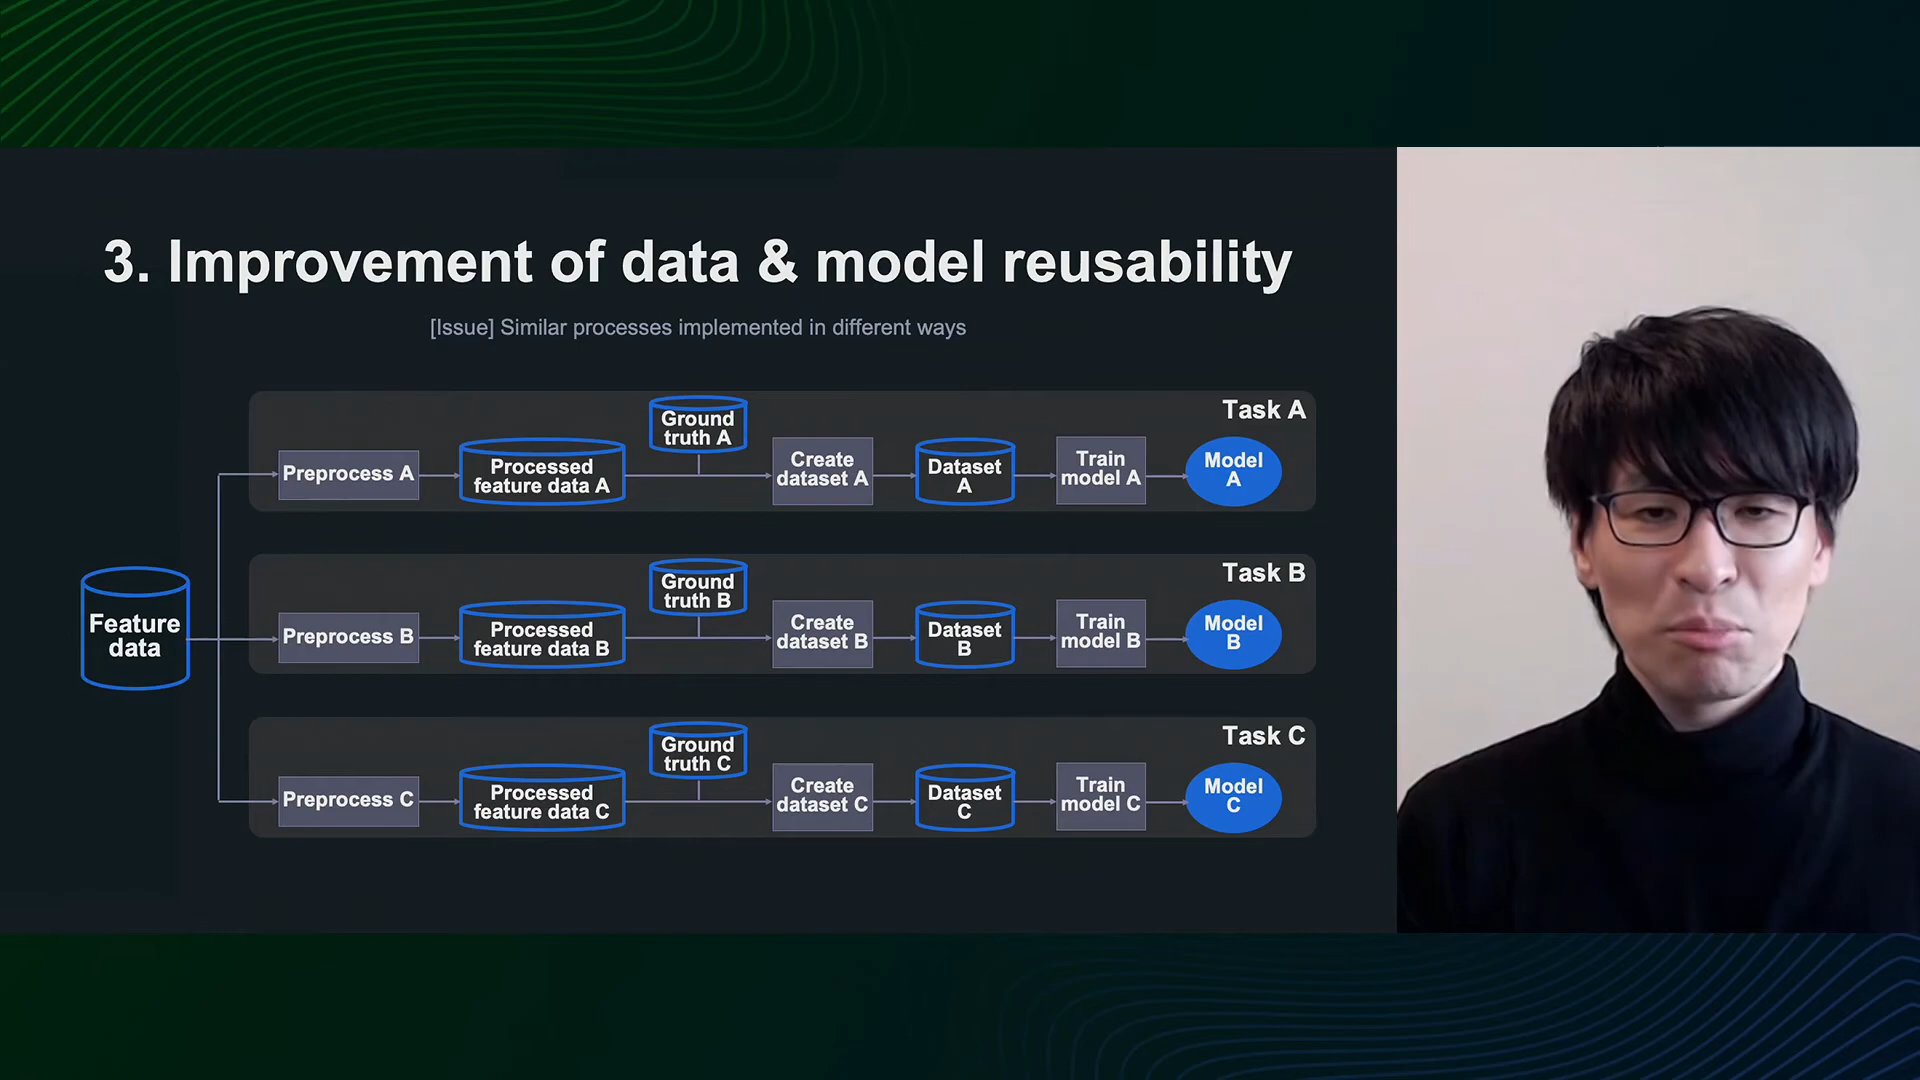 3. Improvement of data & model reusability
[Issue] Similar processes implemented in different ways
Feature
data
Task A
Preprocess A
Processed
feature data A
Ground
truth A
Create
dataset A
Dataset
A
Train
model A
Model
A
Task B
Preprocess B
Processed
feature data B
Ground
truth B
Create
dataset B
Dataset
B
Train
model B
Model
B
Task C
Preprocess C
Processed
feature data C
Ground
truth C
Create
dataset C
Dataset
C
Train
model C
Model
C